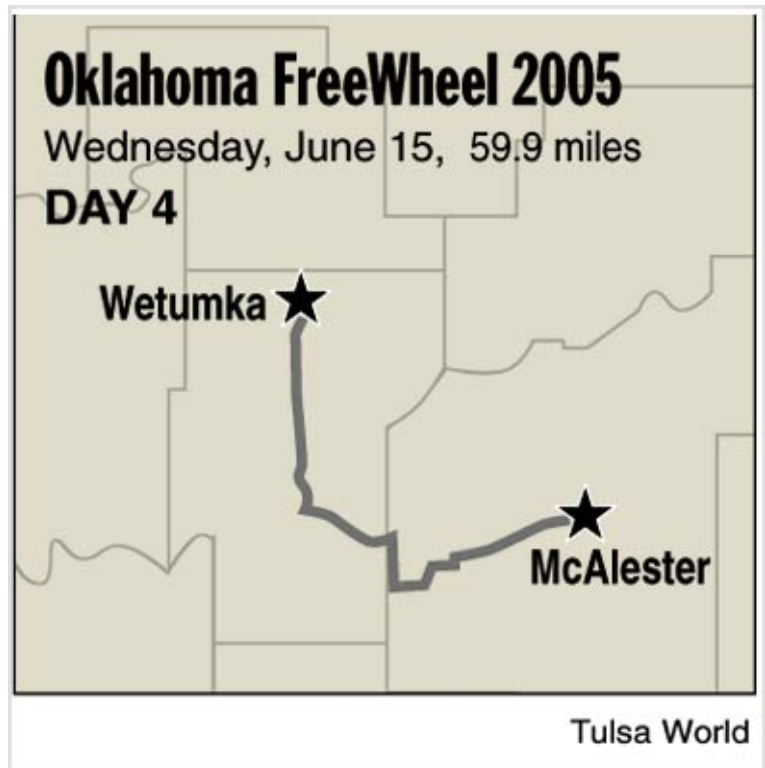 Oklahoma FreeWheel 2005
Wednesday, June 15, 59.9 miles
DAY 4
Wetumka
McAlester
Tulsa World